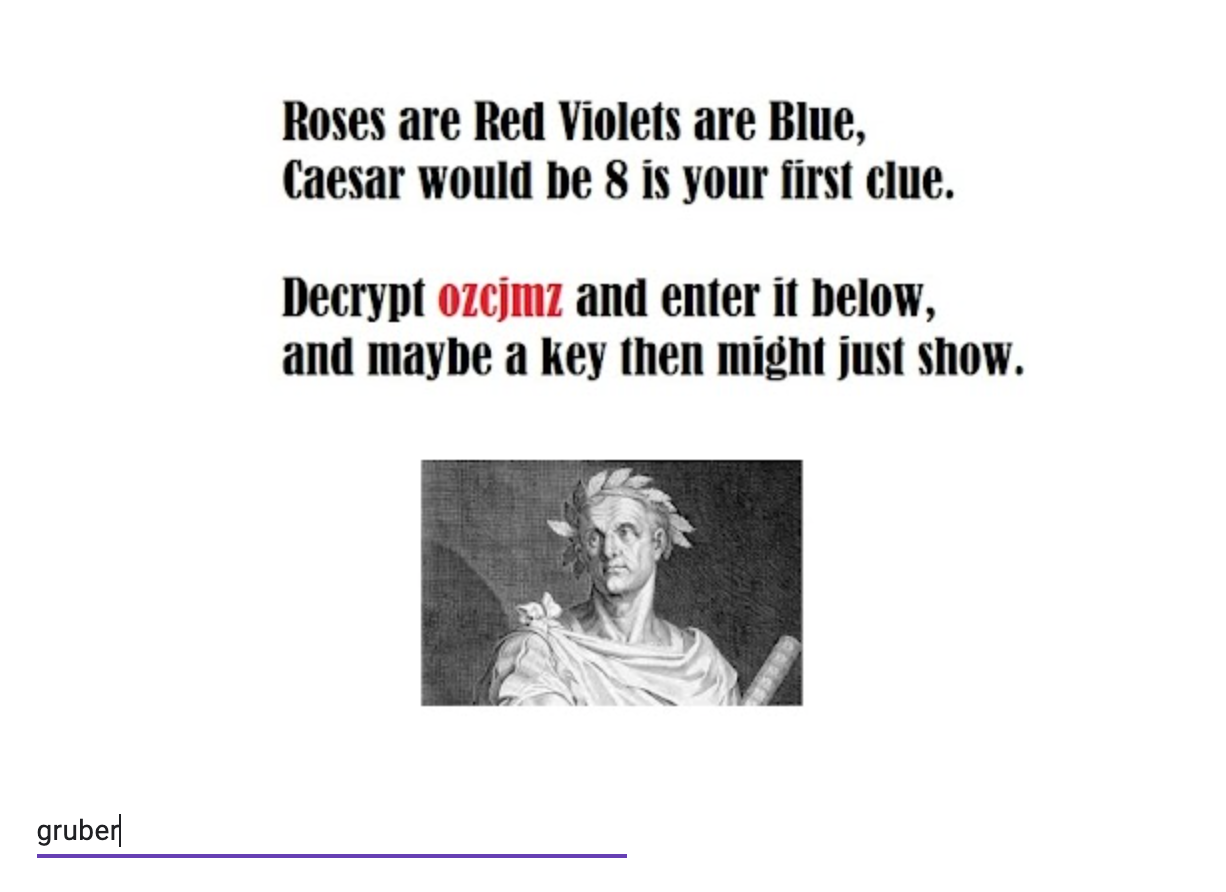 Roses are Red Violets are Blue,
Caesar would be 8 is your first clue.
Decrypt ozcjmz and enter it below,
and maybe a key then might just show.
gruber